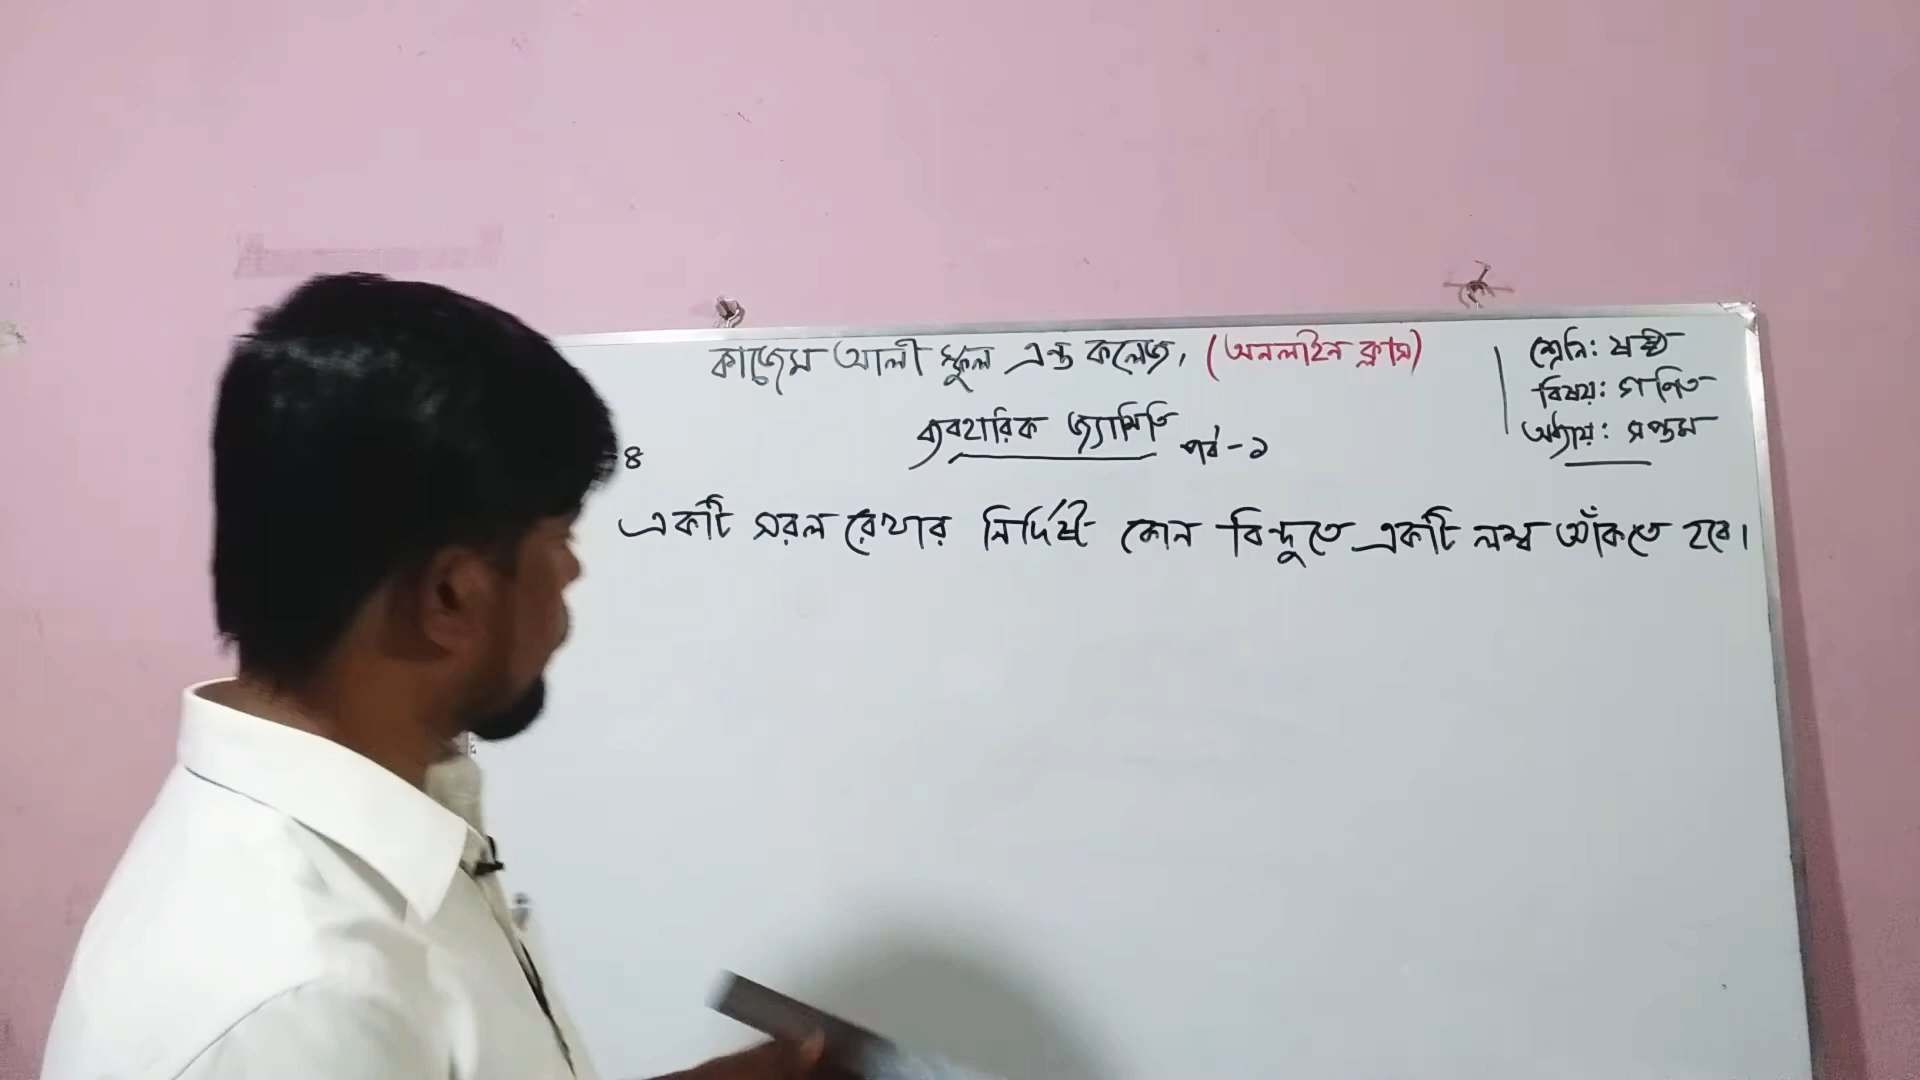 কাজেম আলী স্কুল এন্ড কলেজ, (অনলাইন ক্লাস)
শ্রেনি: ষষ্ঠ
বিষয়: গণিত
অধ্যায়: সপ্তম
ব্যবহারিক জ্যামিতি পর্ব - ১
৪
একটি সরল রেখার নির্দিষ্ট কোন বিন্দুতে একটি লম্ব আঁকতে হবে।